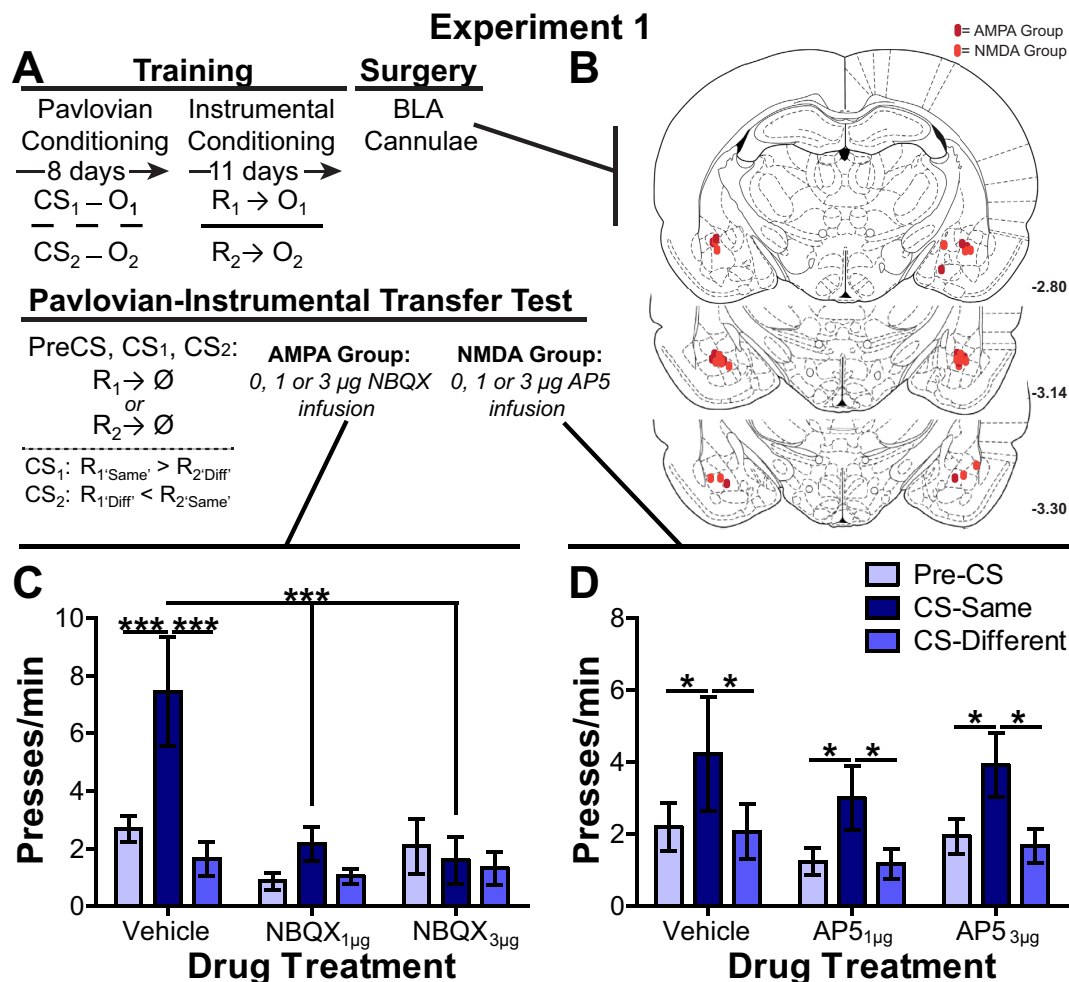 Experiment 1
A
Training
Surgery
Pavlovian Conditioning
8 days
CS1 – O1
CS2 – O2
Instrumental Conditioning
11 days
R1 → O1
R2 → O2
BLA Cannulae
Pavlovian-Instrumental Transfer Test
PreCS, CS1, CS2:
R1→ Ø
or
R2→ Ø
CS1: R1'Same' > R2'Diff'
CS2: R1'Diff' < R2'Same'
AMPA Group:
0, 1 or 3 µg NBQX
infusion
NMDA Group:
0, 1 or 3 µg AP5
infusion
B
= AMPA Group
= NMDA Group
-2.80
-3.14
-3.30
C
Presses/min
10
8
6
4
2
0
*** ***
***
Vehicle
NBQX1µg
NBQX3µg
Drug Treatment
D
Pre-CS
CS-Same
CS-Different
Presses/min
8
6
4
2
0
* *
* *
* *
Vehicle
AP51µg
AP53µg
Drug Treatment